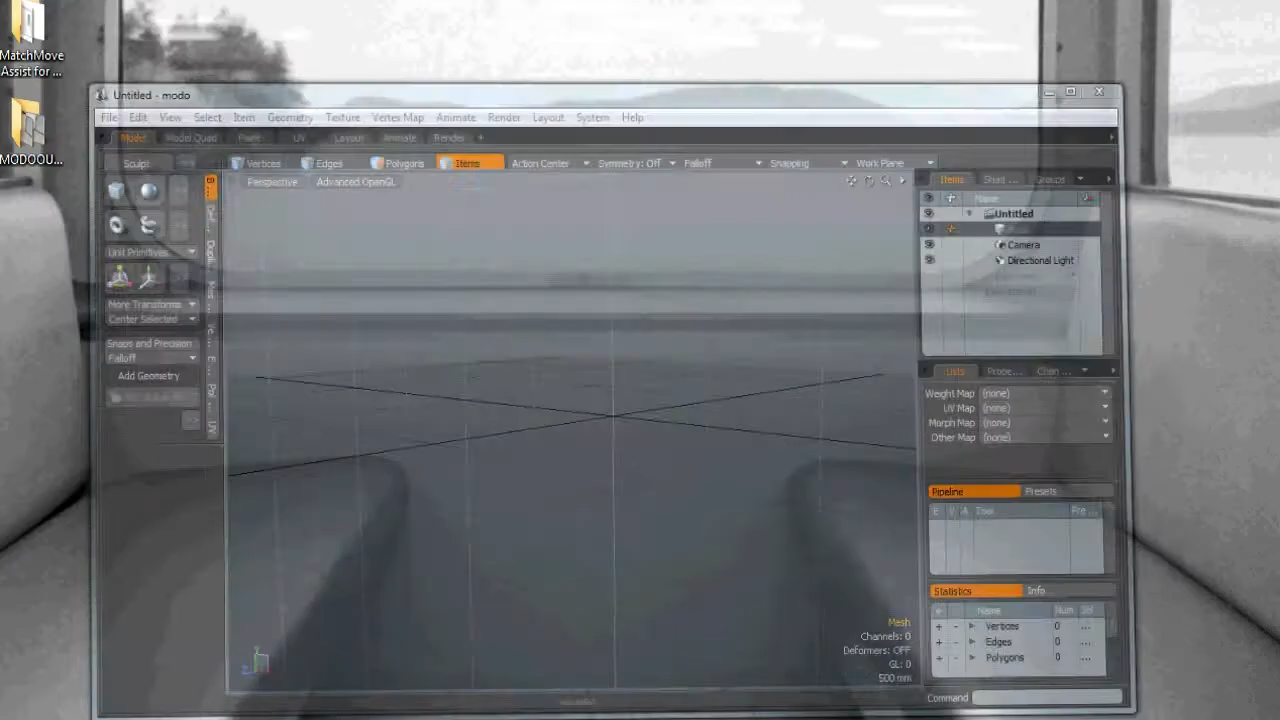 MatchMove
Assist for ...
MODOOU...
Untitled - modo
File Edit View Select Item Geometry Texture Vertex Map Animate Render Layout System Help
Model Model Quad Paint UV Layout Animate Render +
Sculpt Vertices Edges Polygons Items Action Center Symmetry: Off Falloff Snapping Work Plane
Perspective Advanced OpenGL
Items Shad ... Groups
Name
Untitled
Camera
Directional Light
Unit Primitives
More Transforms
Center Selected
Snaps and Precision
Falloff
Add Geometry
Lists Prope... Chan ...
Weight Map (none)
UV Map (none)
Morph Map (none)
Other Map (none)
Pipeline Presets
E V A Tool Pre ...
Statistics Info
Name Num Sel
+ - Vertices 0 ...
+ - Edges 0 ...
+ - Polygons 0 ...
Mesh
Channels: 0
Deformers: OFF
GL: 0
500 mm
Command